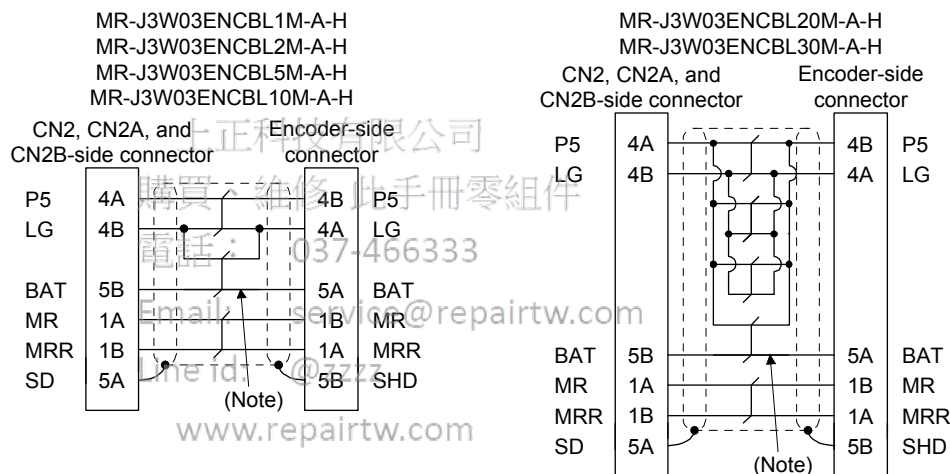 MR-J3W03ENCBL1M-A-H
MR-J3W03ENCBL2M-A-H
MR-J3W03ENCBL5M-A-H
MR-J3W03ENCBL10M-A-H
CN2, CN2A, and
CN2B-side connector
Encoder-side
connector
P5 4A 4B P5
LG 4B 4A LG
BAT 5B 5A BAT
MR 1A 1B MR
MRR 1B 1A MRR
SD 5A 5B SHD
(Note)
MR-J3W03ENCBL20M-A-H
MR-J3W03ENCBL30M-A-H
CN2, CN2A, and
CN2B-side connector
Encoder-side
connector
P5 4A 4B P5
LG 4B 4A LG
BAT 5B 5A BAT
MR 1A 1B MR
MRR 1B 1A MRR
SD 5A 5B SHD
(Note)
上正科技有限公司
購買、維修 此手冊零組件
電話： 037-466333
Email: service@repairtw.com
Line id: @zzzz
www.repairtw.com